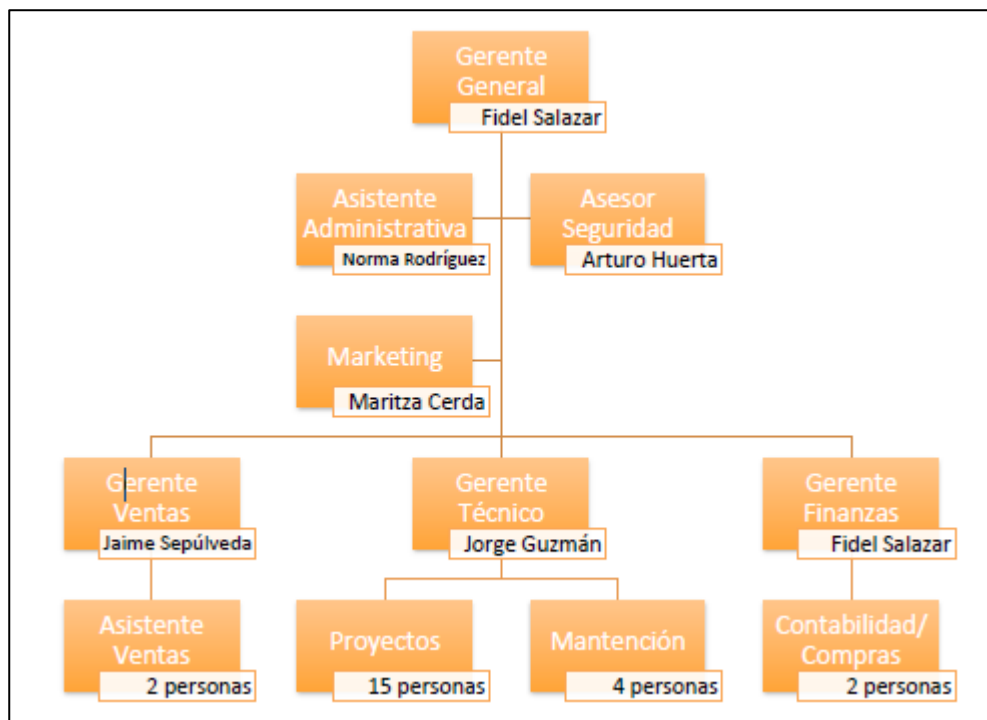 Gerente
General
Fidel Salazar
Asistente
Administrativa
Norma Rodríguez
Asesor
Seguridad
Arturo Huerta
Marketing
Maritza Cerda
Gerente
Ventas
Jaime Sepúlveda
Gerente
Técnico
Jorge Guzmán
Gerente
Finanzas
Fidel Salazar
Asistente
Ventas
2 personas
Proyectos
15 personas
Mantención
4 personas
Contabilidad/
Compras
2 personas